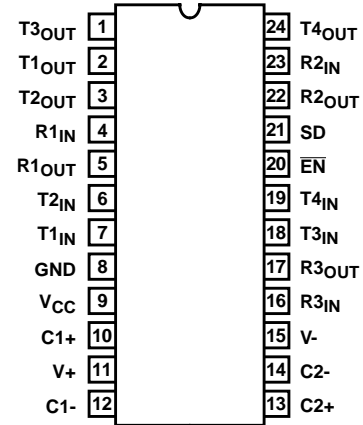 T3OUT 1 24 T4OUT
T1OUT 2 23 R2IN
T2OUT 3 22 R2OUT
R1IN 4 21 SD
R1OUT 5 20 E̅N̅
T2IN 6 19 T4IN
T1IN 7 18 T3IN
GND 8 17 R3OUT
VCC 9 16 R3IN
C1+ 10 15 V-
V+ 11 14 C2-
C1- 12 13 C2+